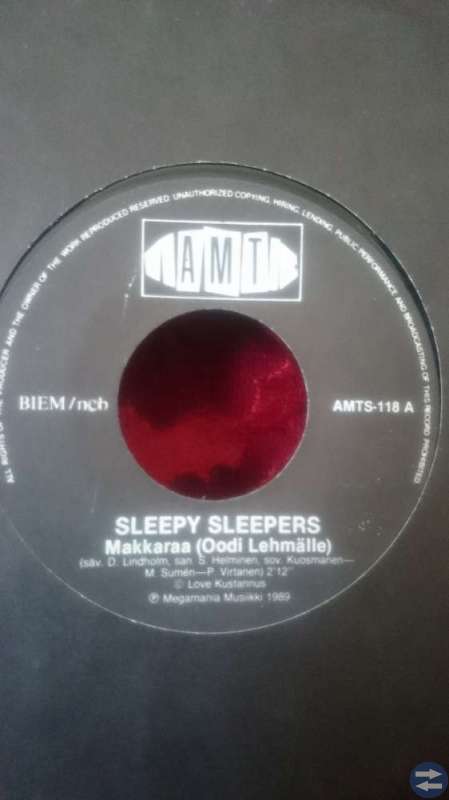 ALL RIGHTS OF THE PRODUCER AND THE OWNER OF THE WORK REPRODUCED RESERVED. UNAUTHORIZED COPYING, HIRING, LENDING, PUBLIC PERFORMANCE AND BROADCASTING OF THIS RECORD PROHIBITED
AMT
BIEM/ncb
AMTS-118 A
SLEEPY SLEEPERS
Makkaraa (Oodi Lehmälle)
(säv. D. Lindholm, san. S. Helminen, sov. Kuosmanen—
M. Sumén—P. Virtanen) 2'12"
© Love Kustannus
℗ Megamania Musiikki 1989